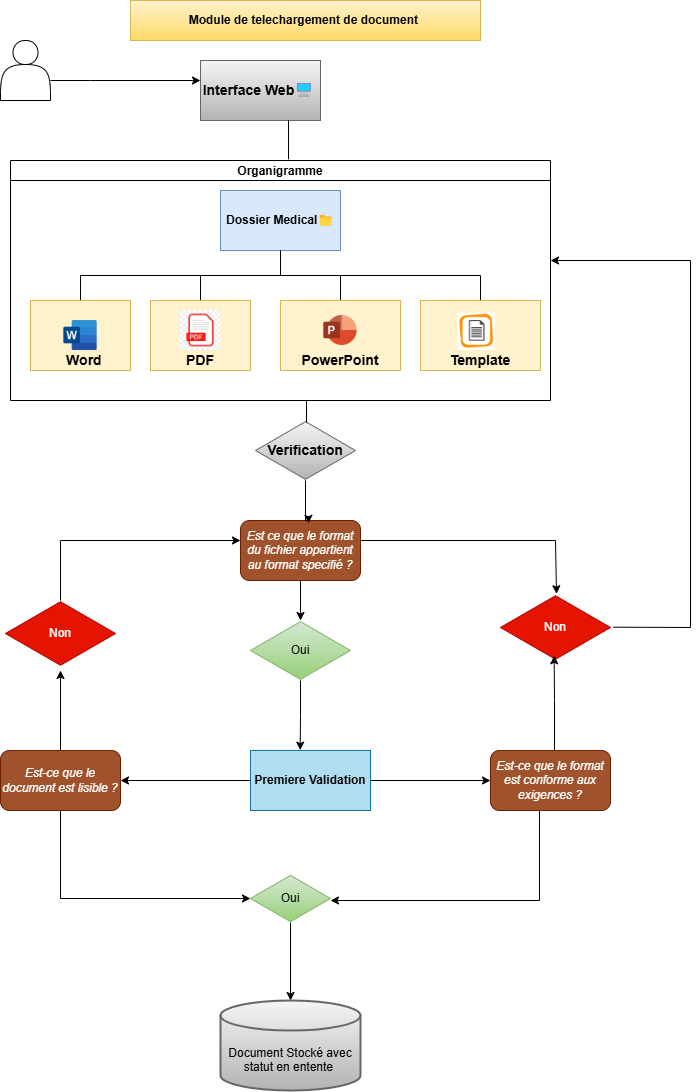 Module de telechargement de document
Interface Web
Organigramme
Dossier Medical
W
PDF
P
Word
PDF
PowerPoint
Template
Verification
Est ce que le format
du fichier appartient
au format specifié ?
Non
Oui
Non
Est-ce que le
document est lisible ?
Premiere Validation
Est-ce que le format
est conforme aux
exigences ?
Oui
Document Stocké avec
statut en entente